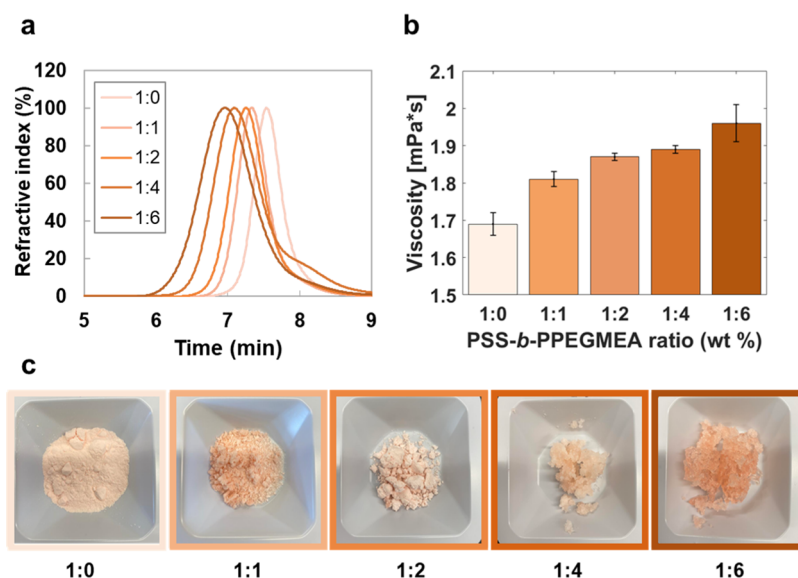 a
Refractive index (%)
120
100
80
60
40
20
0
1:0
1:1
1:2
1:4
1:6
5 6 7 8 9
Time (min)
b
Viscosity [mPa*s]
2.1
2
1.9
1.8
1.7
1.6
1.5
1:0 1:1 1:2 1:4 1:6
PSS-b-PPEGMEA ratio (wt %)
c
1:0 1:1 1:2 1:4 1:6